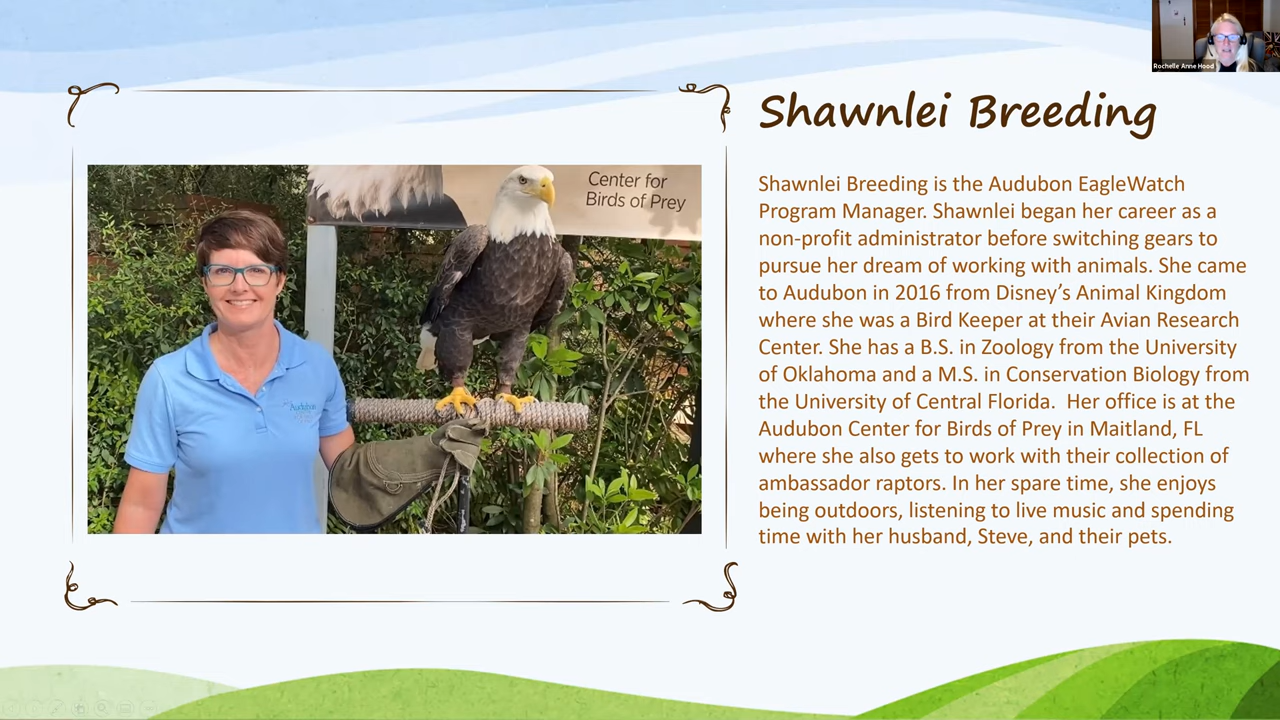 Rochelle Anne Hood
Shawnlei Breeding
Center for
Birds of Prey
Audubon
Shawnlei Breeding is the Audubon EagleWatch
Program Manager. Shawnlei began her career as a
non-profit administrator before switching gears to
pursue her dream of working with animals. She came
to Audubon in 2016 from Disney’s Animal Kingdom
where she was a Bird Keeper at their Avian Research
Center. She has a B.S. in Zoology from the University
of Oklahoma and a M.S. in Conservation Biology from
the University of Central Florida.  Her office is at the
Audubon Center for Birds of Prey in Maitland, FL
where she also gets to work with their collection of
ambassador raptors. In her spare time, she enjoys
being outdoors, listening to live music and spending
time with her husband, Steve, and their pets.